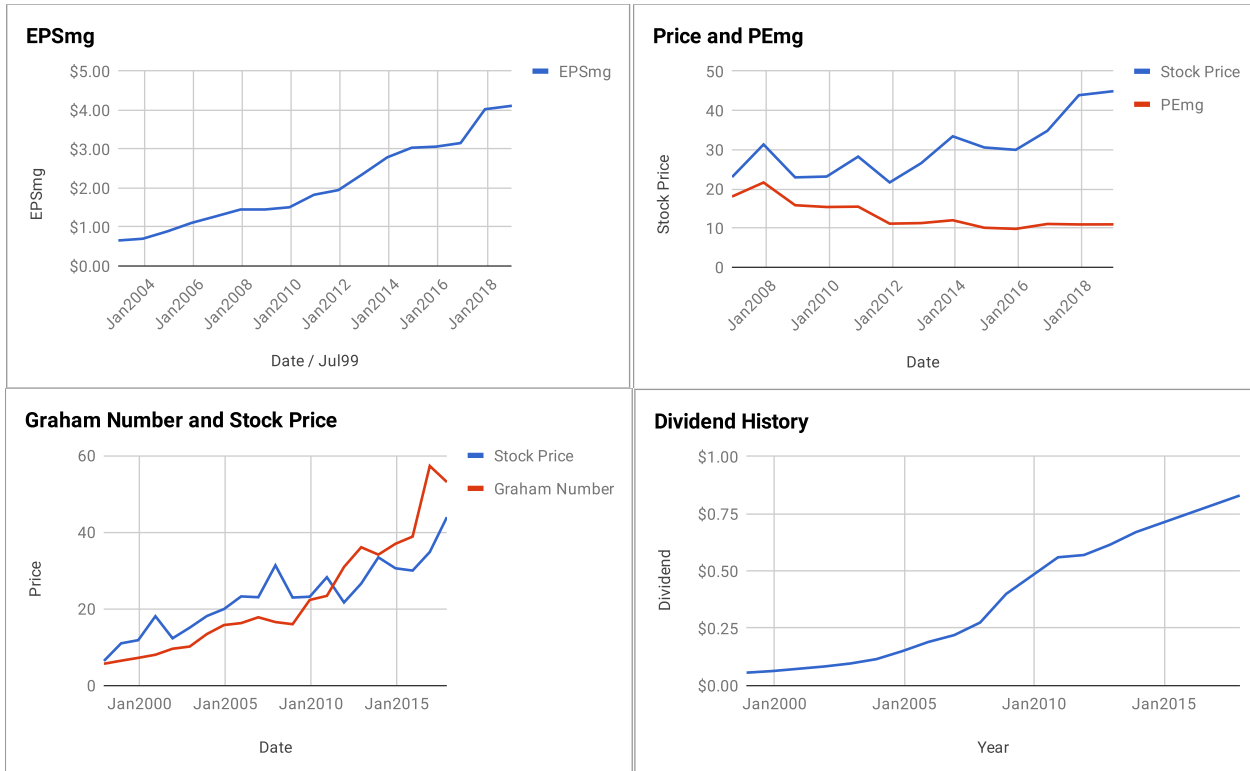 EPSmg
EPSmg
$5.00
$4.00
$3.00
$2.00
$1.00
$0.00
EPSmg
Jan2004
Jan2006
Jan2008
Jan2010
Jan2012
Jan2014
Jan2016
Jan2018
Date / Jul99
Price and PEmg
Stock Price
PEmg
50
40
30
20
10
0
Stock Price
Jan2008
Jan2010
Jan2012
Jan2014
Jan2016
Jan2018
Date
Graham Number and Stock Price
Stock Price
Graham Number
60
40
20
0
Price
Jan2000
Jan2005
Jan2010
Jan2015
Date
Dividend History
$1.00
$0.75
$0.50
$0.25
$0.00
Dividend
Jan2000
Jan2005
Jan2010
Jan2015
Year